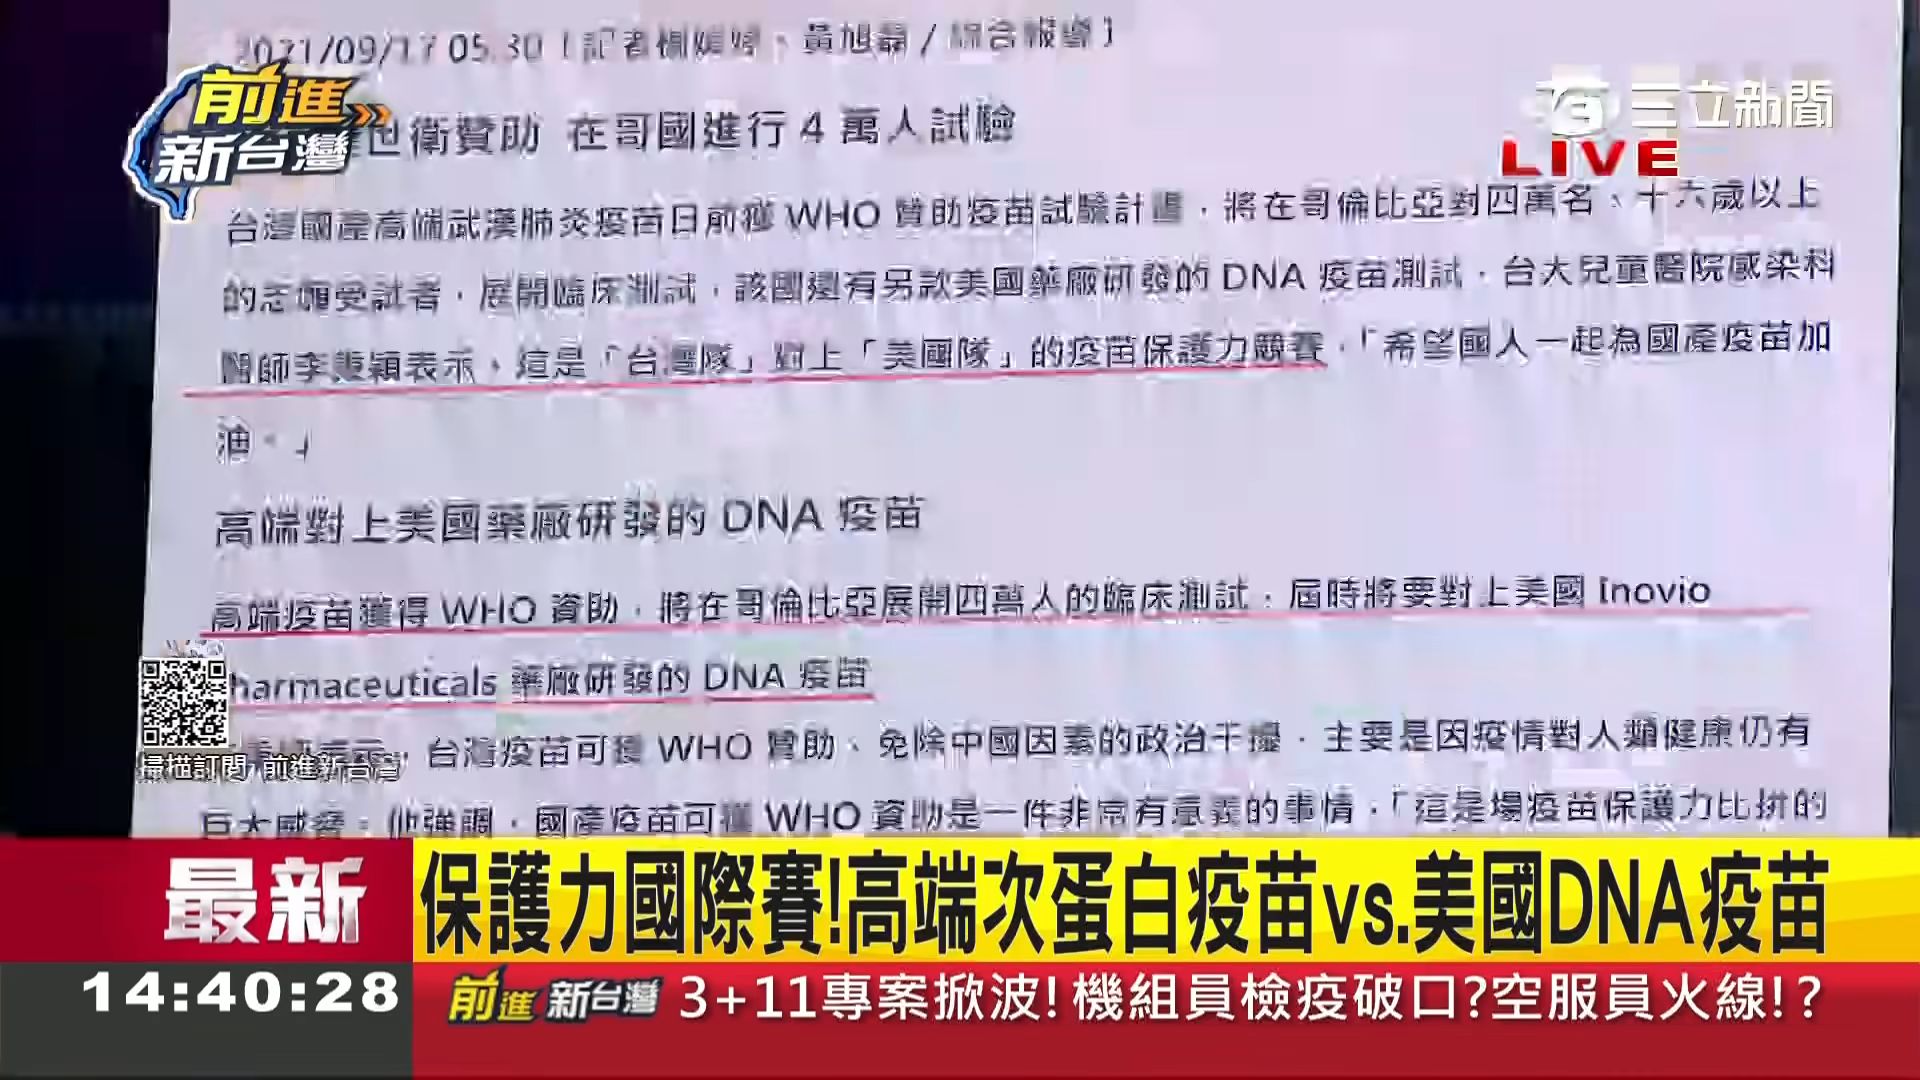 2021/09/17 05:30
黃旭磊/綜合報導〕
前進
新台灣
世衛贊助 在哥國進行4萬人試驗
三立新聞
LIVE
台灣國產高端武漢肺炎疫苗日前獲WHO贊助疫苗試驗計畫,將在哥倫比亞對四萬名、十六歲以上
的志願受試者,展開臨床測試,該國還有另款美國藥廠研發的DNA疫苗測試,台大兒童醫院感染科
醫師李秉穎表示,這是「台灣隊」對上「美國隊」的疫苗保護力競賽,「希望國人一起為國產疫苗加
油。」
高端對上美國藥廠研發的DNA疫苗
高端疫苗獲得WHO資助,將在哥倫比亞展開四萬人的臨床測試,屆時將要對上美國Inovio
harmaceuticals藥廠研發的DNA疫苗
台灣疫苗可獲WHO贊助、免除中國因素的政治干擾,主要是因疫情對人類健康仍有
巨大威脅。他強調,國產疫苗可獲WHO資助是一件非常有意義的事情,「這是場疫苗保護力比拼的
掃描訂閱 前進新台灣
最新
保護力國際賽!高端次蛋白疫苗vs.美國DNA疫苗
14:40:28
前進新台灣 3+11專案掀波!機組員檢疫破口?空服員火線!?